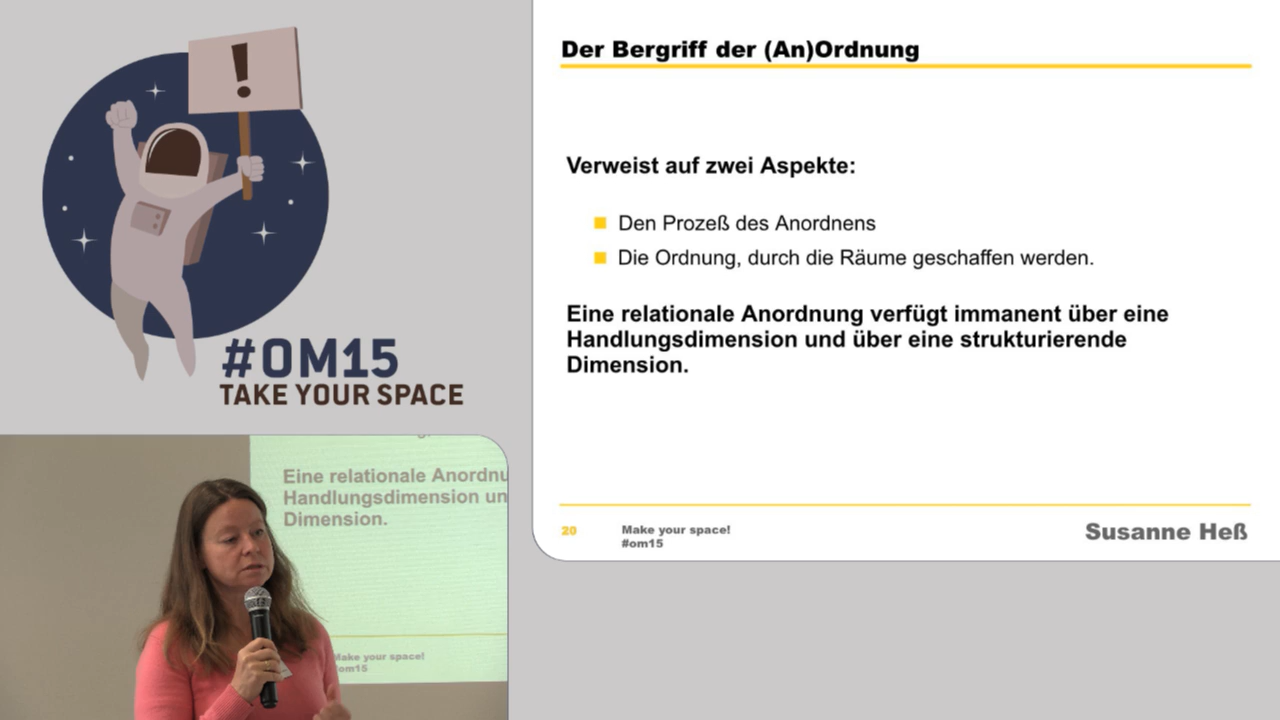 !
#OM15
TAKE YOUR SPACE
Der Bergriff der (An)Ordnung
Verweist auf zwei Aspekte:
Den Prozeß des Anordnens
Die Ordnung, durch die Räume geschaffen werden.
Eine relationale Anordnung verfügt immanent über eine
Handlungsdimension und über eine strukturierende
Dimension.
20
Make your space!
#om15
Susanne Heß
Eine relationale Anordnu
Handlungsdimension un
Dimension.
Make your space!
om15